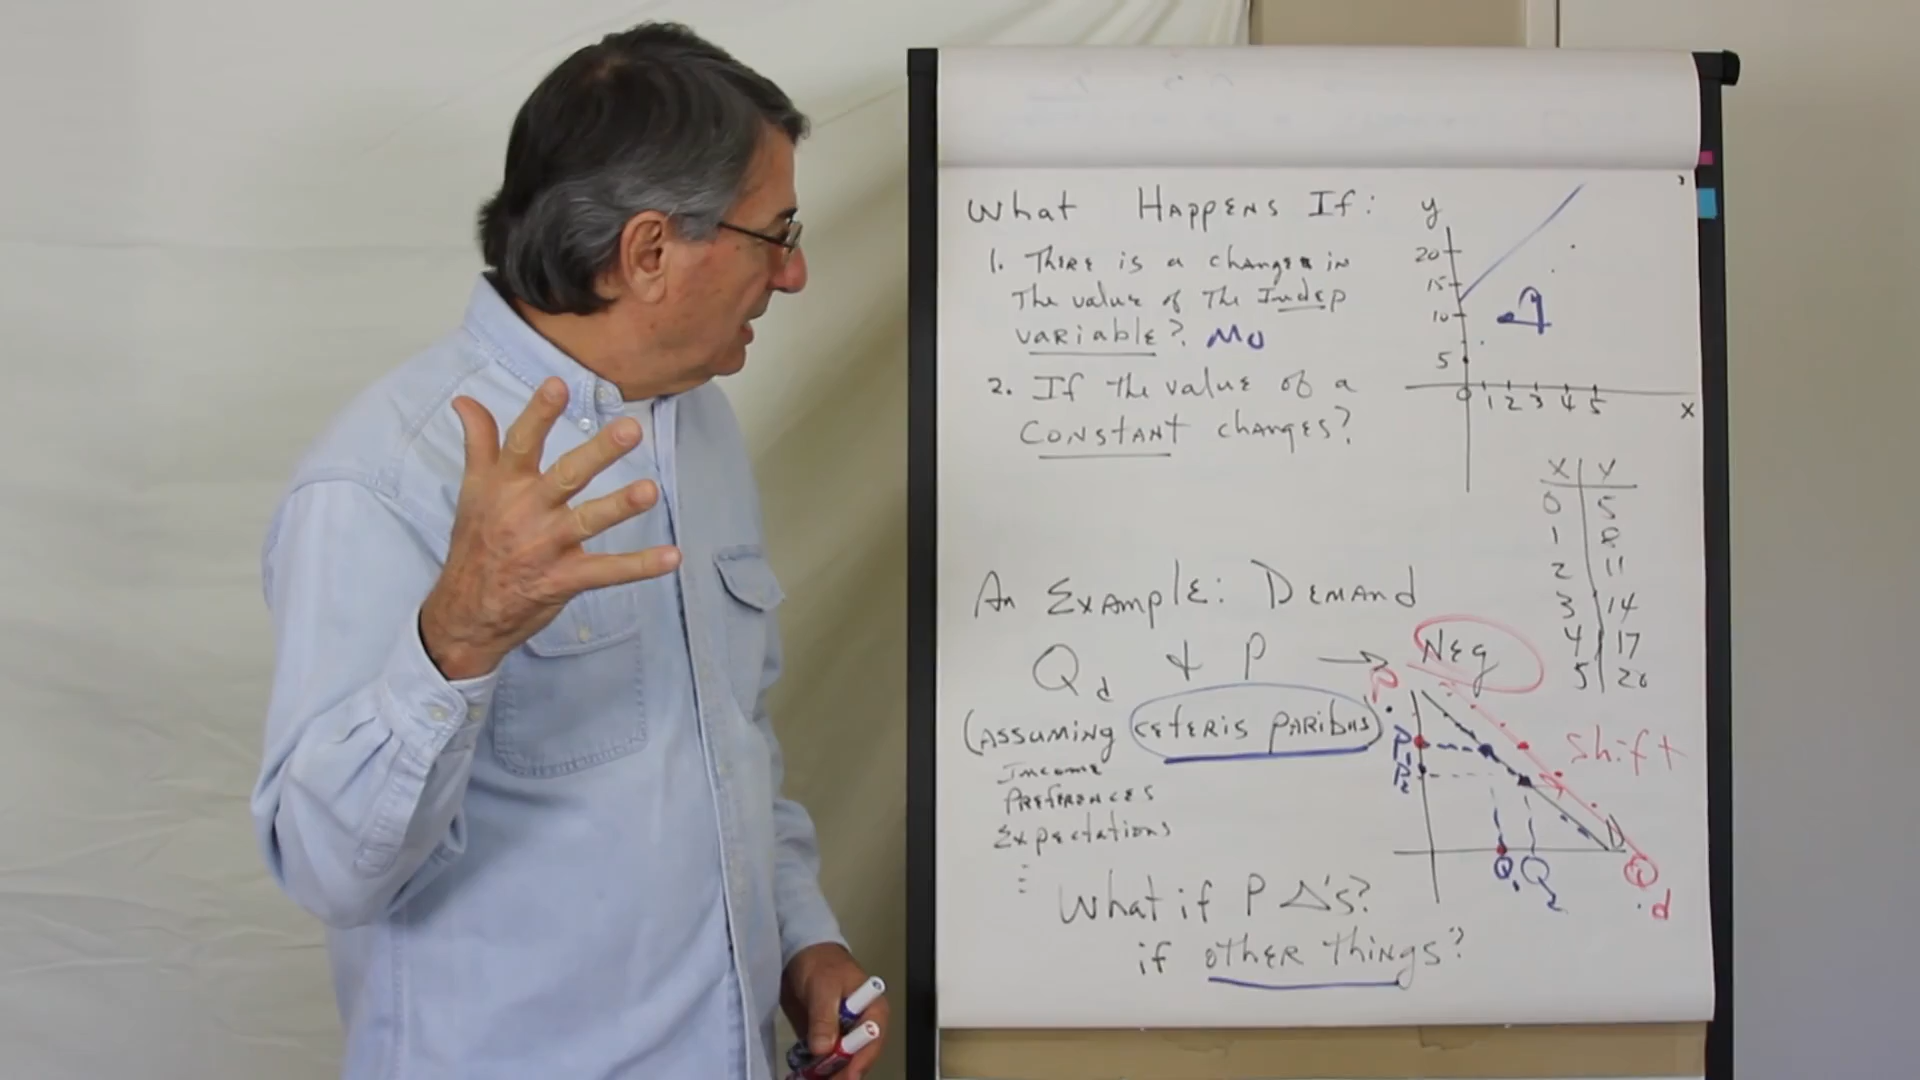 What Happens If:
1. There is a change in
The value of The Indep
variable?
2. If the value of a
Constant changes?
y
20
15
10
5
0 1 2 3 4 5
x
X Y
0 5
1 8
2 11
3 14
4 17
5 20
An Example: Demand
Qd & P → Neg
(Assuming ceteris paribus)
Income
Preferences
Expectations
P
P1
P2
Shift
D
Q1 Q2
Q
d
What if P Δ's?
if other things?